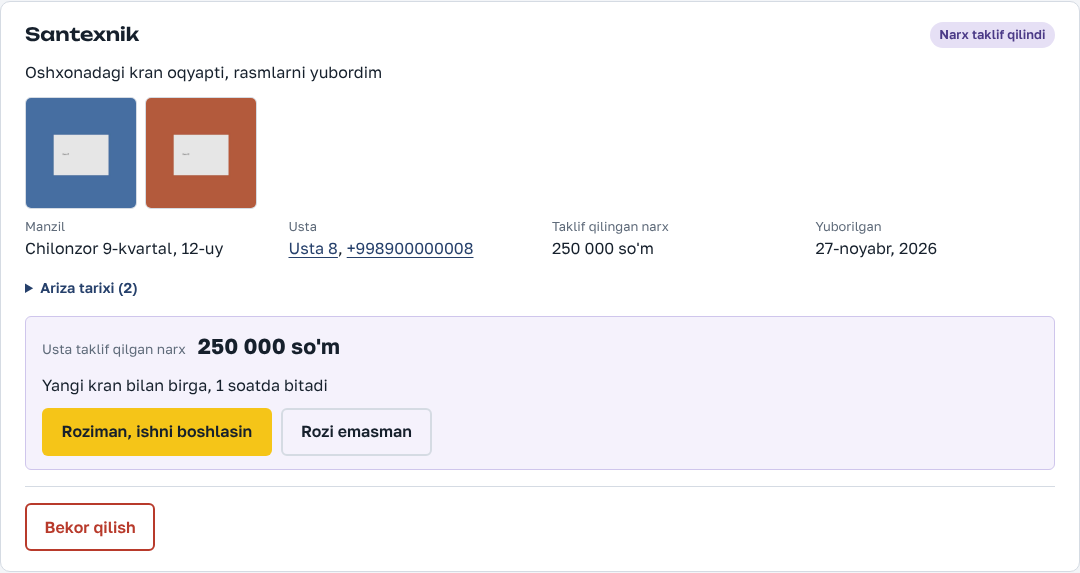 Santexnik
Narx taklif qilindi
Oshxonadagi kran oqyapti, rasmlarni yubordim
Manzil
Chilonzor 9-kvartal, 12-uy
Usta
Usta 8, +998900000008
Taklif qilingan narx
250 000 so'm
Yuborilgan
27-noyabr, 2026
Ariza tarixi (2)
Usta taklif qilgan narx 250 000 so'm
Yangi kran bilan birga, 1 soatda bitadi
Roziman, ishni boshlasin
Rozi emasman
Bekor qilish